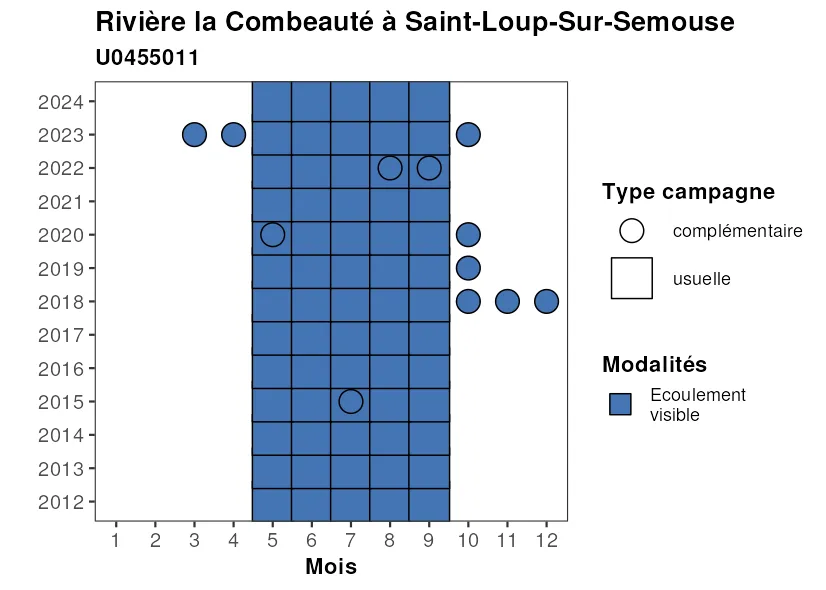 Rivière la Combeauté à Saint-Loup-Sur-Semouse
U0455011
2024
2023
2022
2021
2020
2019
2018
2017
2016
2015
2014
2013
2012
1 2 3 4 5 6 7 8 9 10 11 12
Mois
Type campagne
complémentaire
usuelle
Modalités
Ecoulement
visible